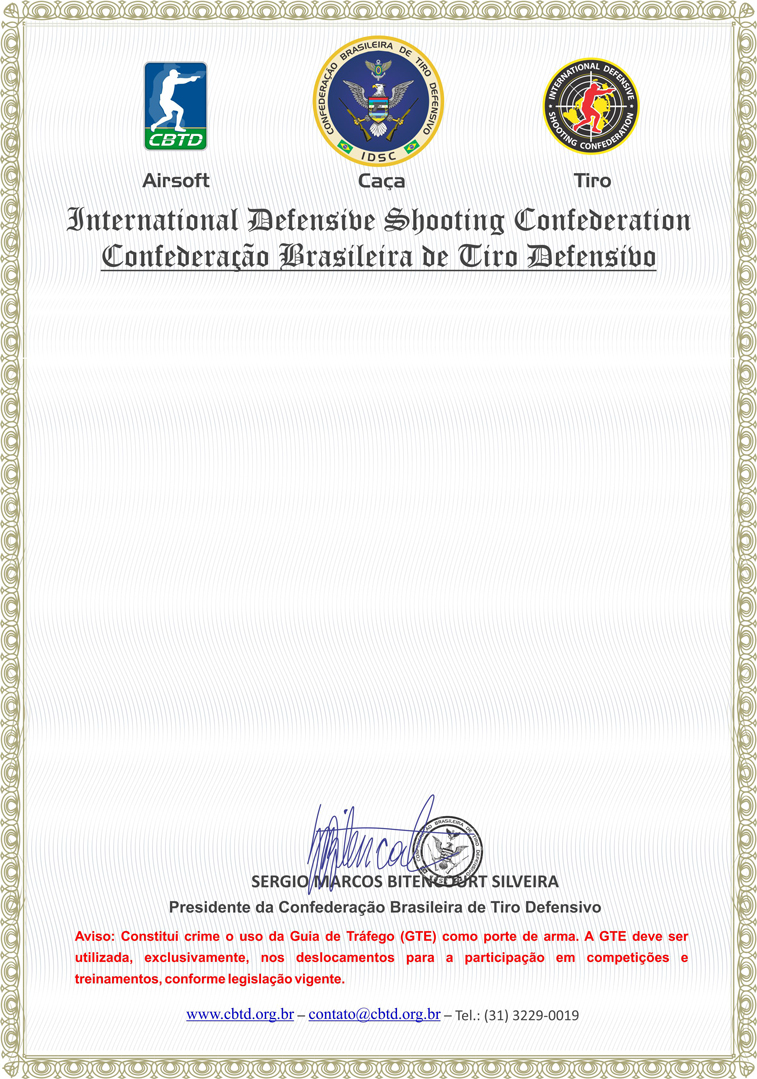 CBTD
CONFEDERAÇÃO BRASILEIRA DE TIRO DEFENSIVO
IDSC
INTERNATIONAL DEFENSIVE
SHOOTING CONFEDERATION
Airsoft
Caça
Tiro
International Defensive Shooting Confederation
Confederação Brasileira de Tiro Defensivo
SERGIO MARCOS BITENCOURT SILVEIRA
Presidente da Confederação Brasileira de Tiro Defensivo
Aviso: Constitui crime o uso da Guia de Tráfego (GTE) como porte de arma. A GTE deve ser
utilizada, exclusivamente, nos deslocamentos para a participação em competições e
treinamentos, conforme legislação vigente.
www.cbtd.org.br – contato@cbtd.org.br – Tel.: (31) 3229-0019